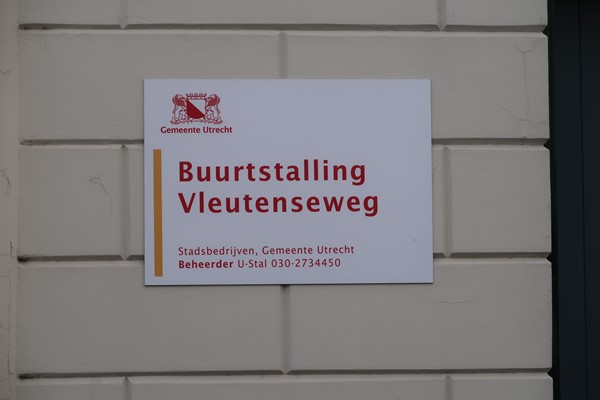 Gemeente Utrecht
Buurtstalling
Vleutenseweg
Stadsbedrijven, Gemeente Utrecht
Beheerder U-Stal 030-2734450